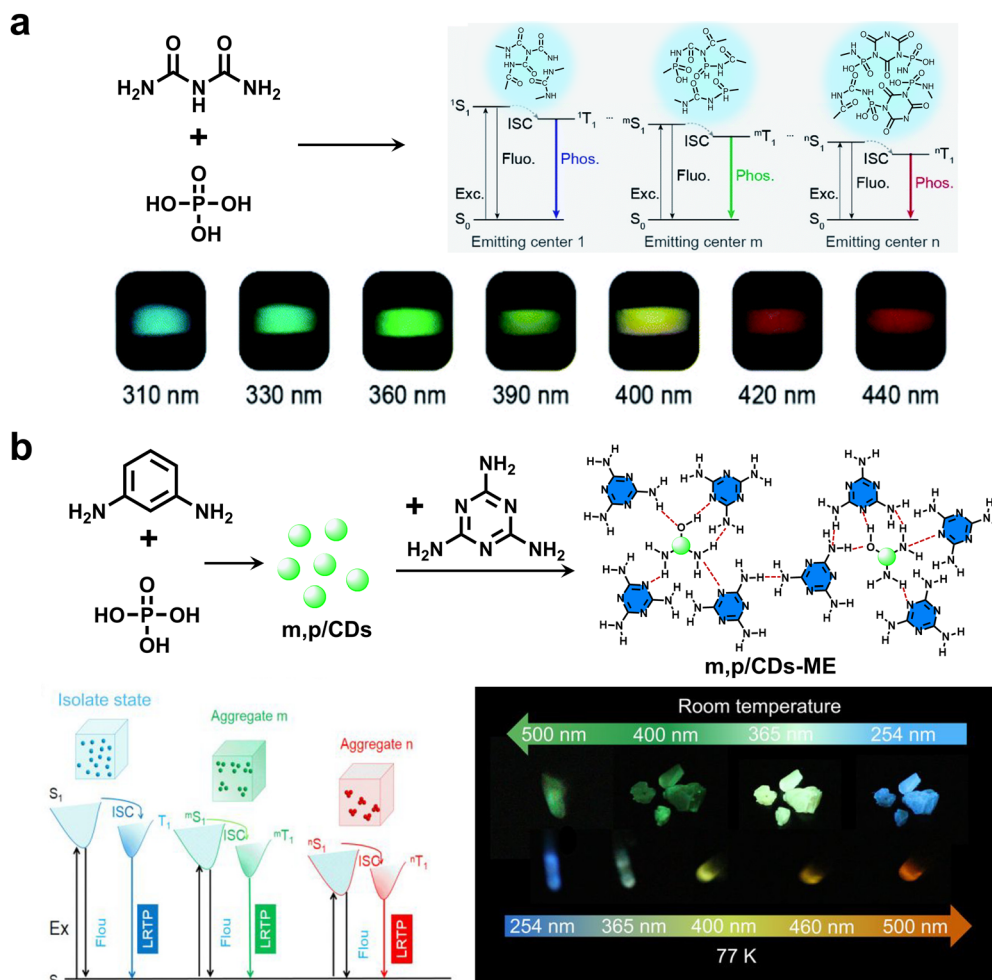 a
O O
H2N N H NH2
+
O
HO-P-OH
OH
¹S₁
ISC
¹T₁
...
ᵐS₁
ISC
ᵐT₁
...
ⁿS₁
ISC
ⁿT₁
Exc.
Fluo.
Phos.
Exc.
Fluo.
Phos.
Exc.
Fluo.
Phos.
S₀
S₀
S₀
Emitting center 1
Emitting center m
Emitting center n
310 nm 330 nm 360 nm 390 nm 400 nm 420 nm 440 nm
b
H₂N NH₂
+
O
HO-P-OH
OH
m,p/CDs
+
NH₂
N N
H₂N N NH₂
m,p/CDs-ME
Isolate state
Aggregate m
Aggregate n
S₁
ISC
T₁
ᵐS₁
ISC
ᵐT₁
ⁿS₁
ISC
ⁿT₁
Ex
Flou
LRTP
Flou
LRTP
Flou
LRTP
Room temperature
500 nm 400 nm 365 nm 254 nm
254 nm 365 nm 400 nm 460 nm 500 nm
77 K